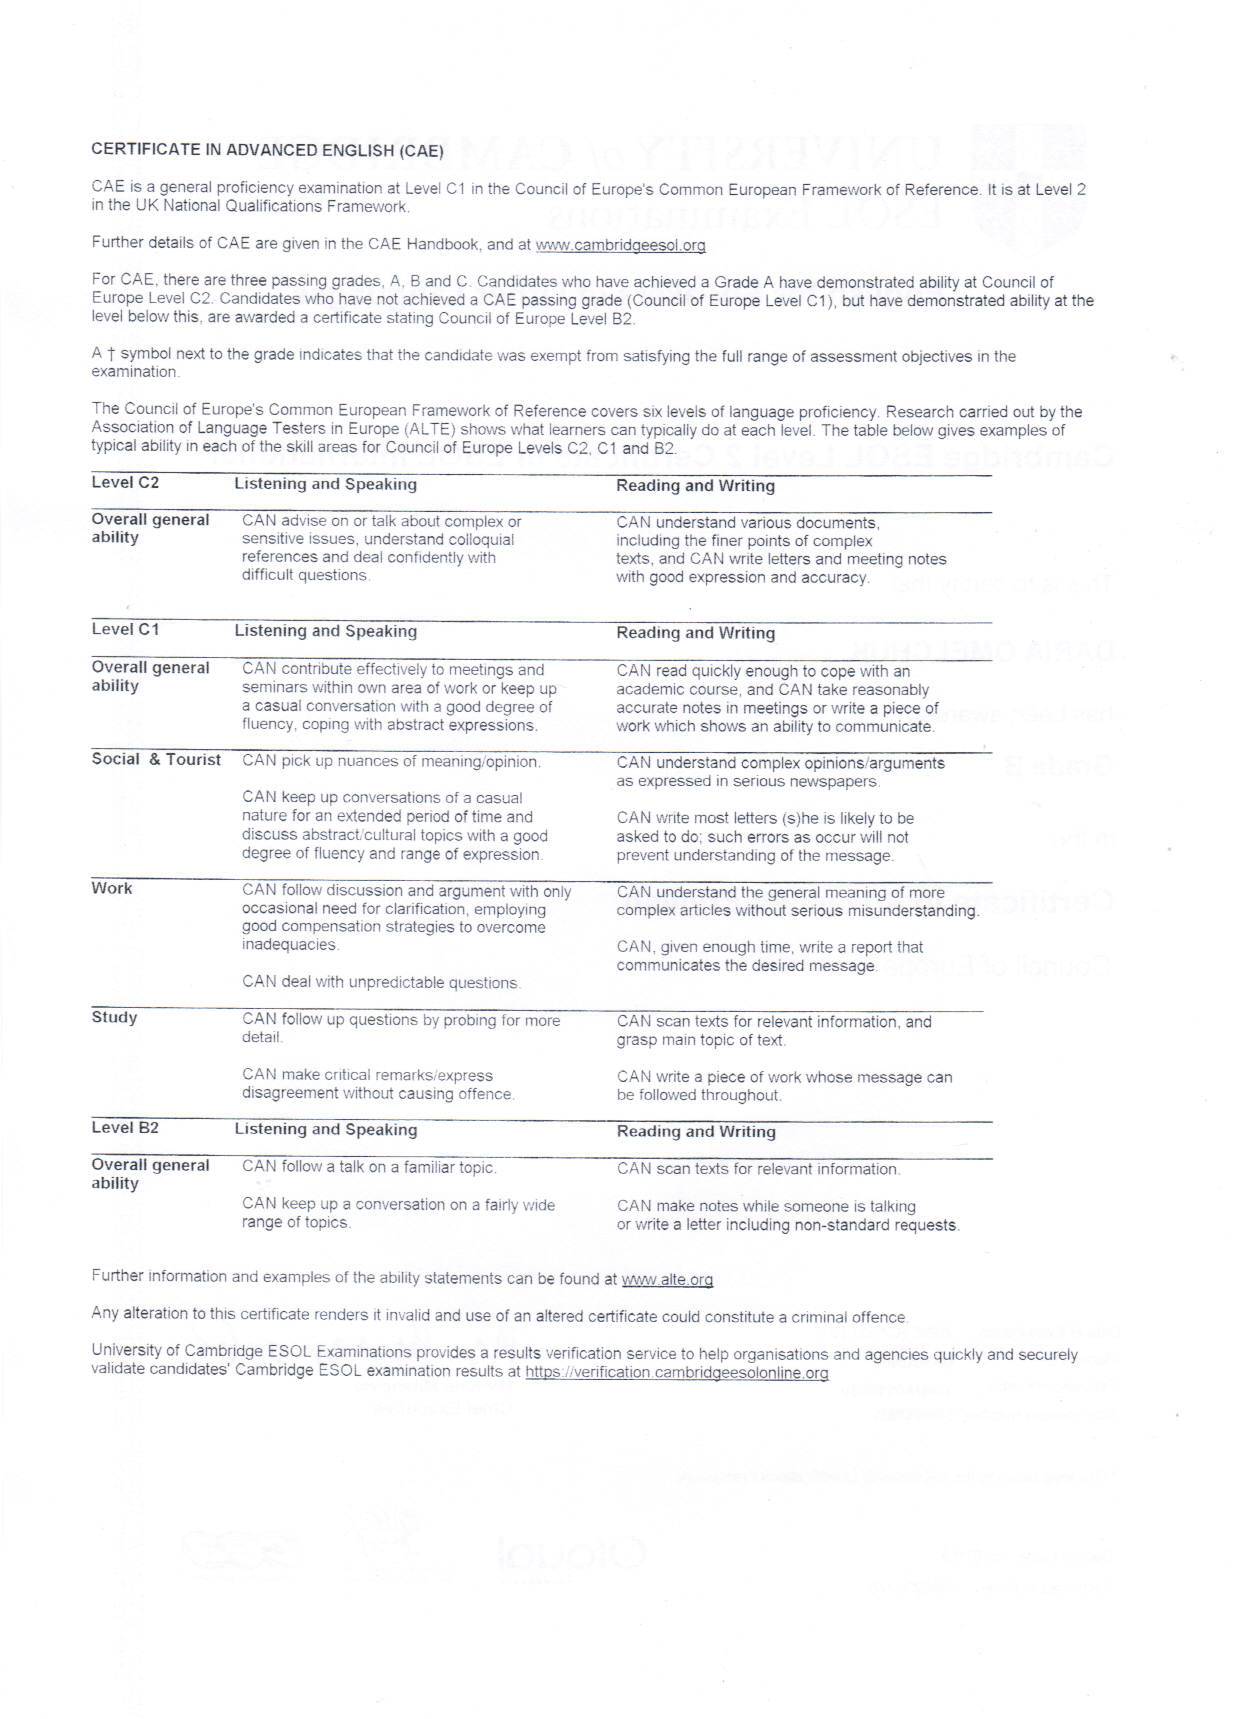 CERTIFICATE IN ADVANCED ENGLISH (CAE)
CAE is a general proficiency examination at Level C1 in the Council of Europe's Common European Framework of Reference. It is at Level 2
in the UK National Qualifications Framework.
Further details of CAE are given in the CAE Handbook, and at www.cambridgeesol.org
For CAE, there are three passing grades, A, B and C. Candidates who have achieved a Grade A have demonstrated ability at Council of
Europe Level C2. Candidates who have not achieved a CAE passing grade (Council of Europe Level C1), but have demonstrated ability at the
level below this, are awarded a certificate stating Council of Europe Level B2.
A † symbol next to the grade indicates that the candidate was exempt from satisfying the full range of assessment objectives in the
examination.
The Council of Europe's Common European Framework of Reference covers six levels of language proficiency. Research carried out by the
Association of Language Testers in Europe (ALTE) shows what learners can typically do at each level. The table below gives examples of
typical ability in each of the skill areas for Council of Europe Levels C2, C1 and B2.
Level C2 Listening and Speaking Reading and Writing
Overall general CAN advise on or talk about complex or CAN understand various documents,
ability sensitive issues, understand colloquial including the finer points of complex
references and deal confidently with texts, and CAN write letters and meeting notes
difficult questions. with good expression and accuracy.
Level C1 Listening and Speaking Reading and Writing
Overall general CAN contribute effectively to meetings and CAN read quickly enough to cope with an
ability seminars within own area of work or keep up academic course, and CAN take reasonably
a casual conversation with a good degree of accurate notes in meetings or write a piece of
fluency, coping with abstract expressions. work which shows an ability to communicate.
Social & Tourist CAN pick up nuances of meaning/opinion. CAN understand complex opinions/arguments
as expressed in serious newspapers.
CAN keep up conversations of a casual
nature for an extended period of time and CAN write most letters (s)he is likely to be
discuss abstract/cultural topics with a good asked to do; such errors as occur will not
degree of fluency and range of expression. prevent understanding of the message.
Work CAN follow discussion and argument with only CAN understand the general meaning of more
occasional need for clarification, employing complex articles without serious misunderstanding.
good compensation strategies to overcome
inadequacies. CAN, given enough time, write a report that
communicates the desired message.
CAN deal with unpredictable questions.
Study CAN follow up questions by probing for more CAN scan texts for relevant information, and
detail. grasp main topic of text.
CAN make critical remarks/express CAN write a piece of work whose message can
disagreement without causing offence. be followed throughout.
Level B2 Listening and Speaking Reading and Writing
Overall general CAN follow a talk on a familiar topic. CAN scan texts for relevant information.
ability
CAN keep up a conversation on a fairly wide CAN make notes while someone is talking
range of topics. or write a letter including non-standard requests.
Further information and examples of the ability statements can be found at www.alte.org
Any alteration to this certificate renders it invalid and use of an altered certificate could constitute a criminal offence.
University of Cambridge ESOL Examinations provides a results verification service to help organisations and agencies quickly and securely
validate candidates' Cambridge ESOL examination results at https://verification.cambridgeesolonline.org